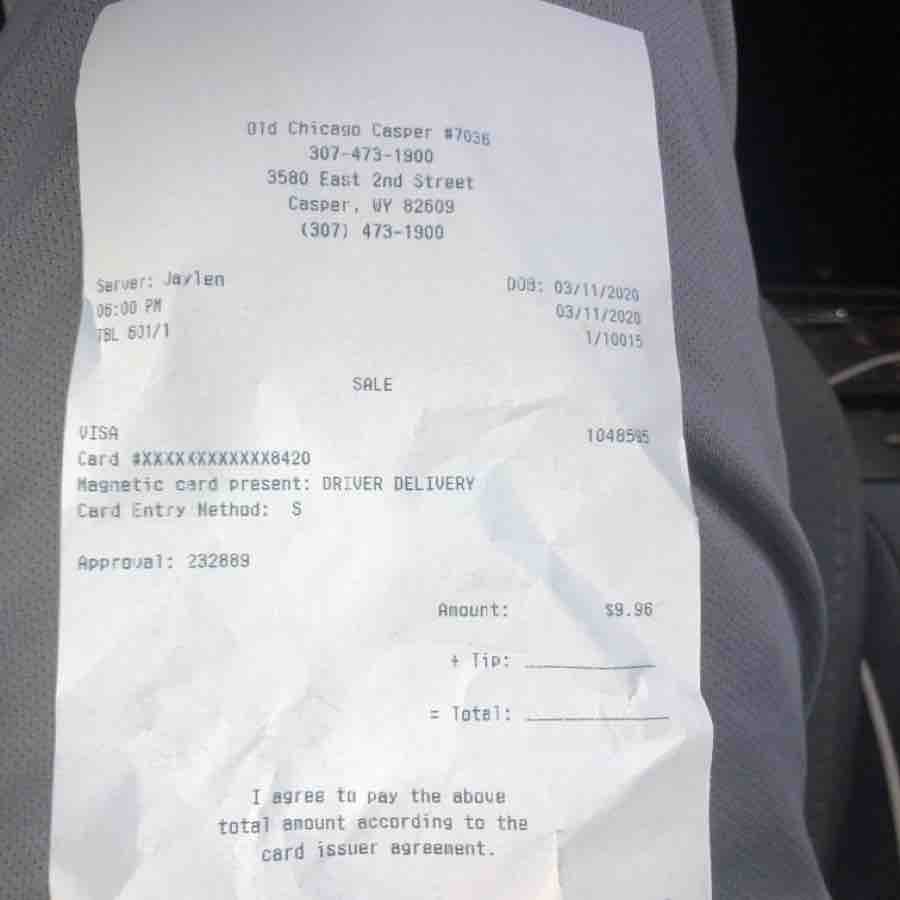 Old Chicago Casper #7036
307-473-1900
3580 East 2nd Street
Casper, WY 82609
(307) 473-1900
Server: Jaylen
DOB: 03/11/2020
06:00 PM
03/11/2020
TBL 601/1
1/10015
SALE
VISA
1048595
Card #XXXXXXXXXXXX8420
Magnetic card present: DRIVER DELIVERY
Card Entry Method: S
Approval: 232889
Amount: $9.96
+ Tip:
= Total:
I agree to pay the above
total amount according to the
card issuer agreement.